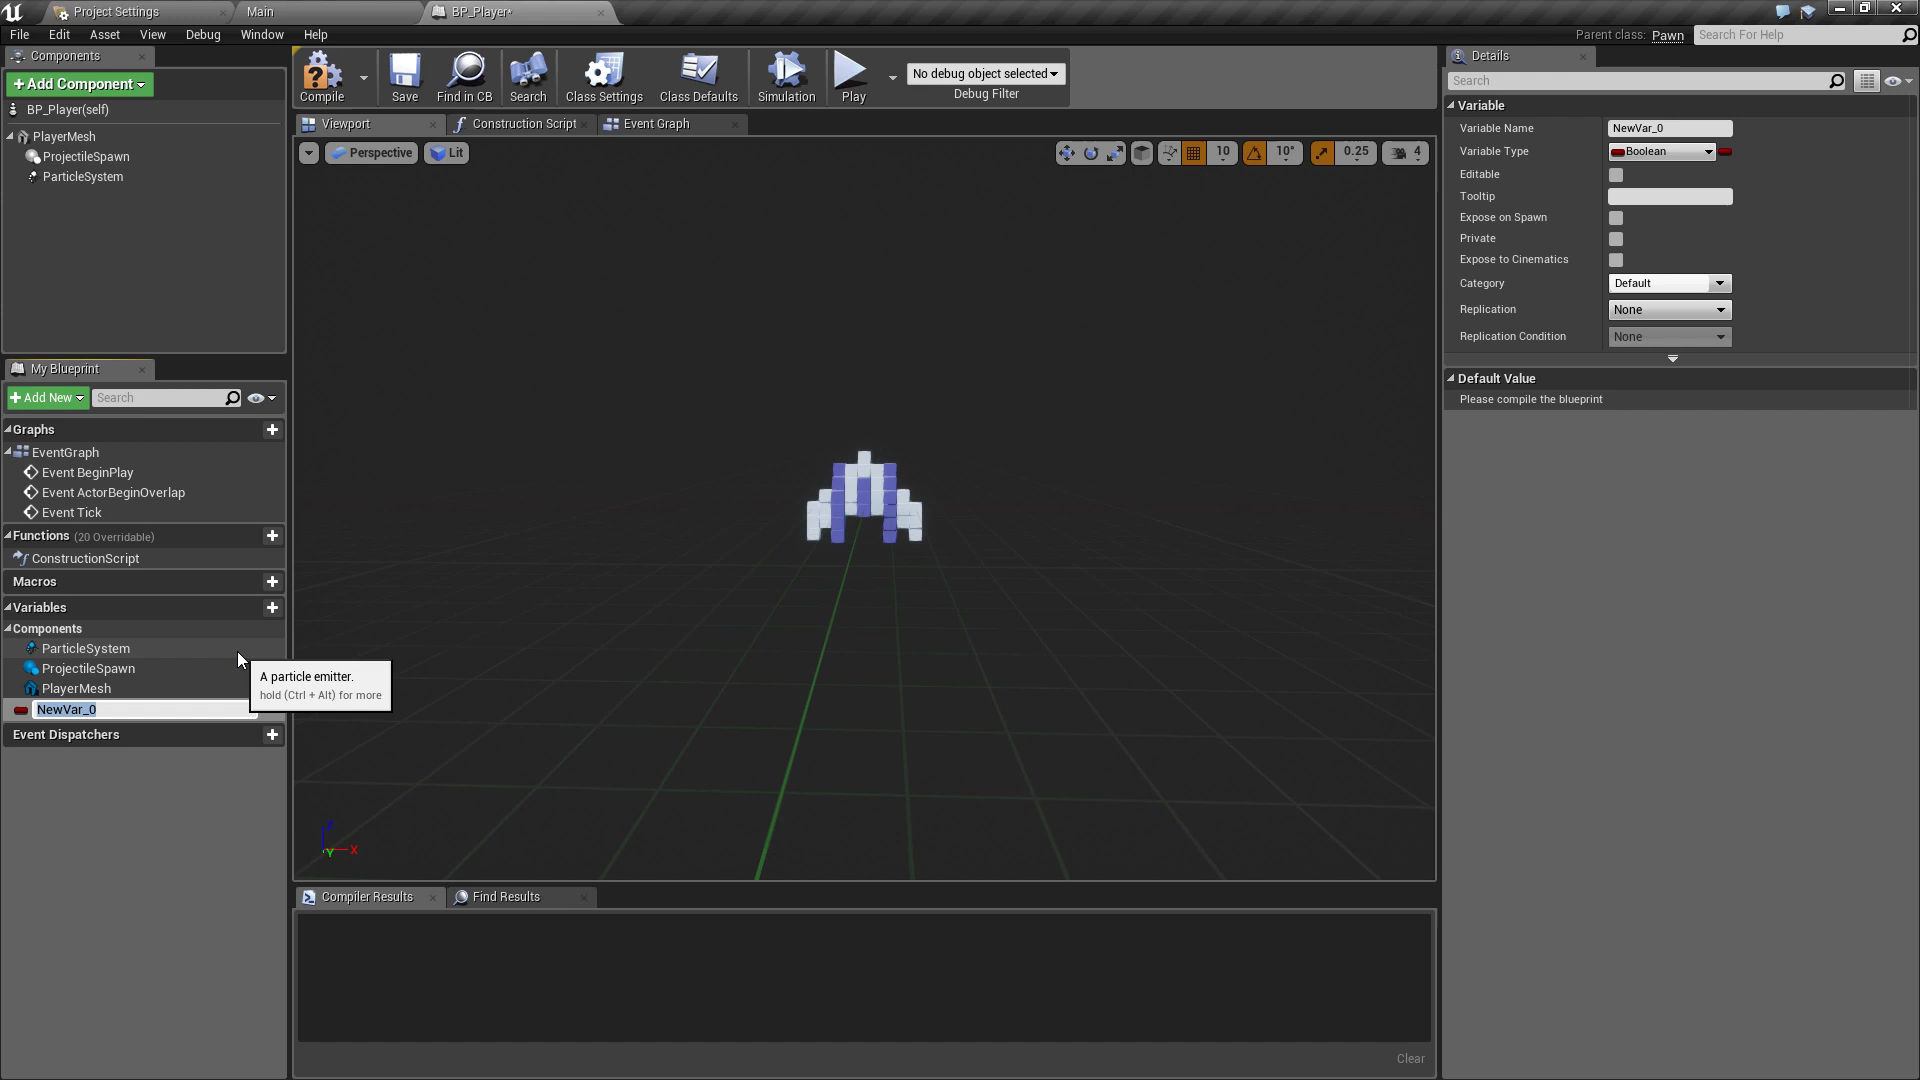 Project Settings
Main
BP_Player*
File Edit Asset View Debug Window Help
Parent class: Pawn
Search For Help
Components
Add Component
BP_Player(self)
PlayerMesh
ProjectileSpawn
ParticleSystem
My Blueprint
Add New
Search
Graphs
EventGraph
Event BeginPlay
Event ActorBeginOverlap
Event Tick
Functions (20 Overridable)
ConstructionScript
Macros
Variables
Components
ParticleSystem
ProjectileSpawn
PlayerMesh
NewVar_0
Event Dispatchers
A particle emitter.
hold (Ctrl + Alt) for more
Compile
Save
Find in CB
Search
Class Settings
Class Defaults
Simulation
Play
No debug object selected
Debug Filter
Viewport
Construction Script
Event Graph
Perspective
Lit
10
10°
0.25
4
Z
X
Y
Compiler Results
Find Results
Clear
Details
Search
Variable
Variable Name NewVar_0
Variable Type Boolean
Editable
Tooltip
Expose on Spawn
Private
Expose to Cinematics
Category Default
Replication None
Replication Condition None
Default Value
Please compile the blueprint